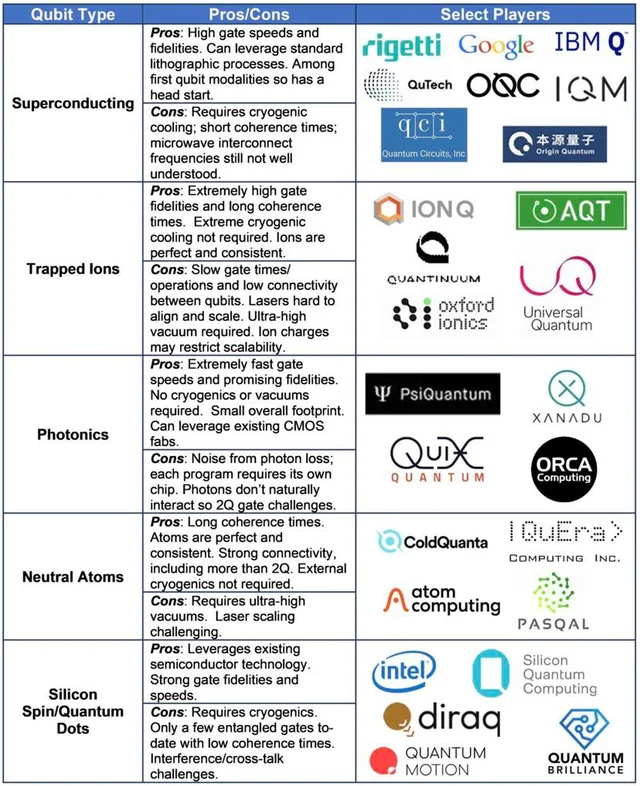 Qubit Type
Pros/Cons
Select Players
Superconducting
Pros: High gate speeds and
fidelities. Can leverage standard
lithographic processes. Among
first qubit modalities so has a
head start.
Cons: Requires cryogenic
cooling; short coherence times;
microwave interconnect
frequencies still not well
understood.
rigetti
Google
IBM Q
QuTech
OQC
IQM
qci
Quantum Circuits, Inc
本源量子
Origin Quantum
Trapped Ions
Pros: Extremely high gate
fidelities and long coherence
times. Extreme cryogenic
cooling not required. Ions are
perfect and consistent.
Cons: Slow gate times/
operations and low connectivity
between qubits. Lasers hard to
align and scale. Ultra-high
vacuum required. Ion charges
may restrict scalability.
IONQ
AQT
QUANTINUUM
UQ
Universal
Quantum
oxford
ionics
Photonics
Pros: Extremely fast gate
speeds and promising fidelities.
No cryogenics or vacuums
required. Small overall footprint.
Can leverage existing CMOS
fabs.
Cons: Noise from photon loss;
each program requires its own
chip. Photons don't naturally
interact so 2Q gate challenges.
Ψ PsiQuantum
XANADU
QUIX
QUANTUM
ORCA
Computing
Neutral Atoms
Pros: Long coherence times.
Atoms are perfect and
consistent. Strong connectivity,
including more than 2Q. External
cryogenics not required.
Cons: Requires ultra-high
vacuums. Laser scaling
challenging.
ColdQuanta
|QuEra>
COMPUTING INC.
atom
computing
PASQAL
Silicon
Spin/Quantum
Dots
Pros: Leverages existing
semiconductor technology.
Strong gate fidelities and
speeds.
Cons: Requires cryogenics.
Only a few entangled gates to-
date with low coherence times.
Interference/cross-talk
challenges.
intel
Silicon
Quantum
Computing
diraq
QUANTUM
MOTION
QUANTUM
BRILLIANCE